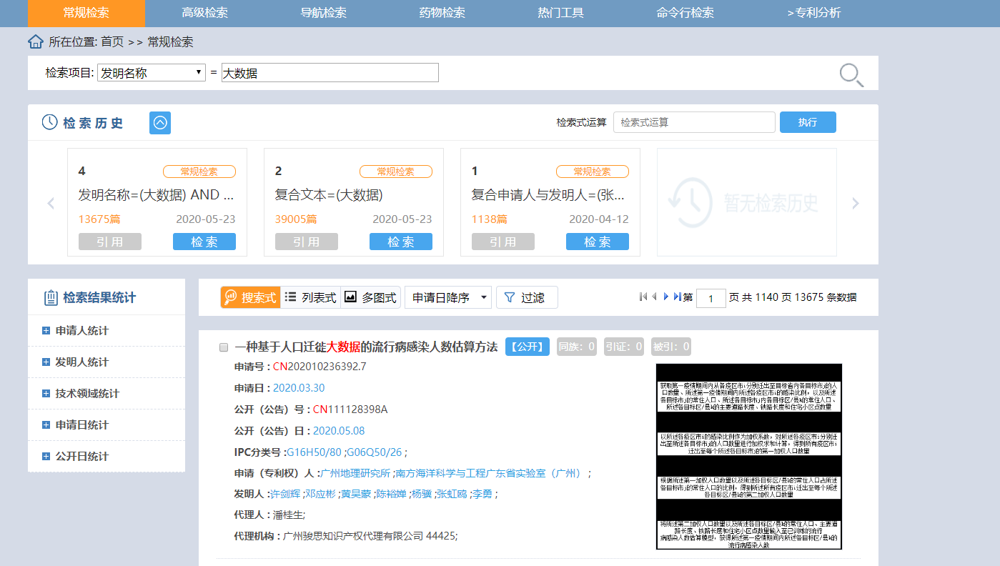 常规检索 高级检索 导航检索 药物检索 热门工具 命令行检索 >专利分析
所在位置: 首页 >> 常规检索
检索项目: 发明名称 = 大数据
检索历史 检索式运算 检索式运算 执行
4 常规检索
发明名称=(大数据) AND ...
13675篇 2020-05-23
引用 检索
2 常规检索
复合文本=(大数据)
39005篇 2020-05-23
引用 检索
1 常规检索
复合申请人与发明人=(张...
1138篇 2020-04-12
引用 检索
暂无检索历史
检索结果统计
申请人统计
发明人统计
技术领域统计
申请日统计
公开日统计
搜索式 列表式 多图式 申请日降序 过滤 第 1 页 共 1140 页 13675 条数据
一种基于人口迁徙大数据的流行病感染人数估算方法 【公开】 同族：0 引证：0 被引：0
申请号 : CN202010236392.7
申请日 : 2020.03.30
公开（公告）号 : CN111128398A
公开（公告）日 : 2020.05.08
IPC分类号 :G16H50/80 ;G06Q50/26 ;
申请（专利权）人 :广州地理研究所 ;南方海洋科学与工程广东省实验室（广州） ;
发明人 :许剑辉 ;邓应彬 ;黄吴蒙 ;陈裕婵 ;杨骥 ;张虹鸥 ;李勇 ;
代理人 : 潘桂生;
代理机构 : 广州骏思知识产权代理有限公司 44425;
获取第一疫情期间内从各疫区市i分别迁出至目标省内各目标市j的人
口数量、所述第一疫情期间内所述各疫区市i的感染比例，以及所述
各目标市j的常住人口、所述各目标市j内各目标区/县k的常住人口、
所述各目标区/县k的主要道路长度、铁路长度和住宅小区点数量
以所述各疫区市i的感染比例作为加权系数，对所述各疫区市i分别迁
出至所述各目标市j的人口数量进行加权求和计算，得到所有疫区市i
迁出至每个所述各目标市j的第一加权人口数量
根据所述第一加权人口数量以及所述各目标区/县k的常住人口占所述
各目标市j的常住人口的比例，得到所述所有疫区市i迁出至每个所述
各目标区/县k的第二加权人口数量
将所述第二加权人口数量以及所述各目标区/县k的常住人口、主要道
路长度、铁路长度和住宅小区点数量输入至已训练的流行
病感染人数估算模型，获得所述第一疫情期间内所述各目标区/县k的
流行病感染人数